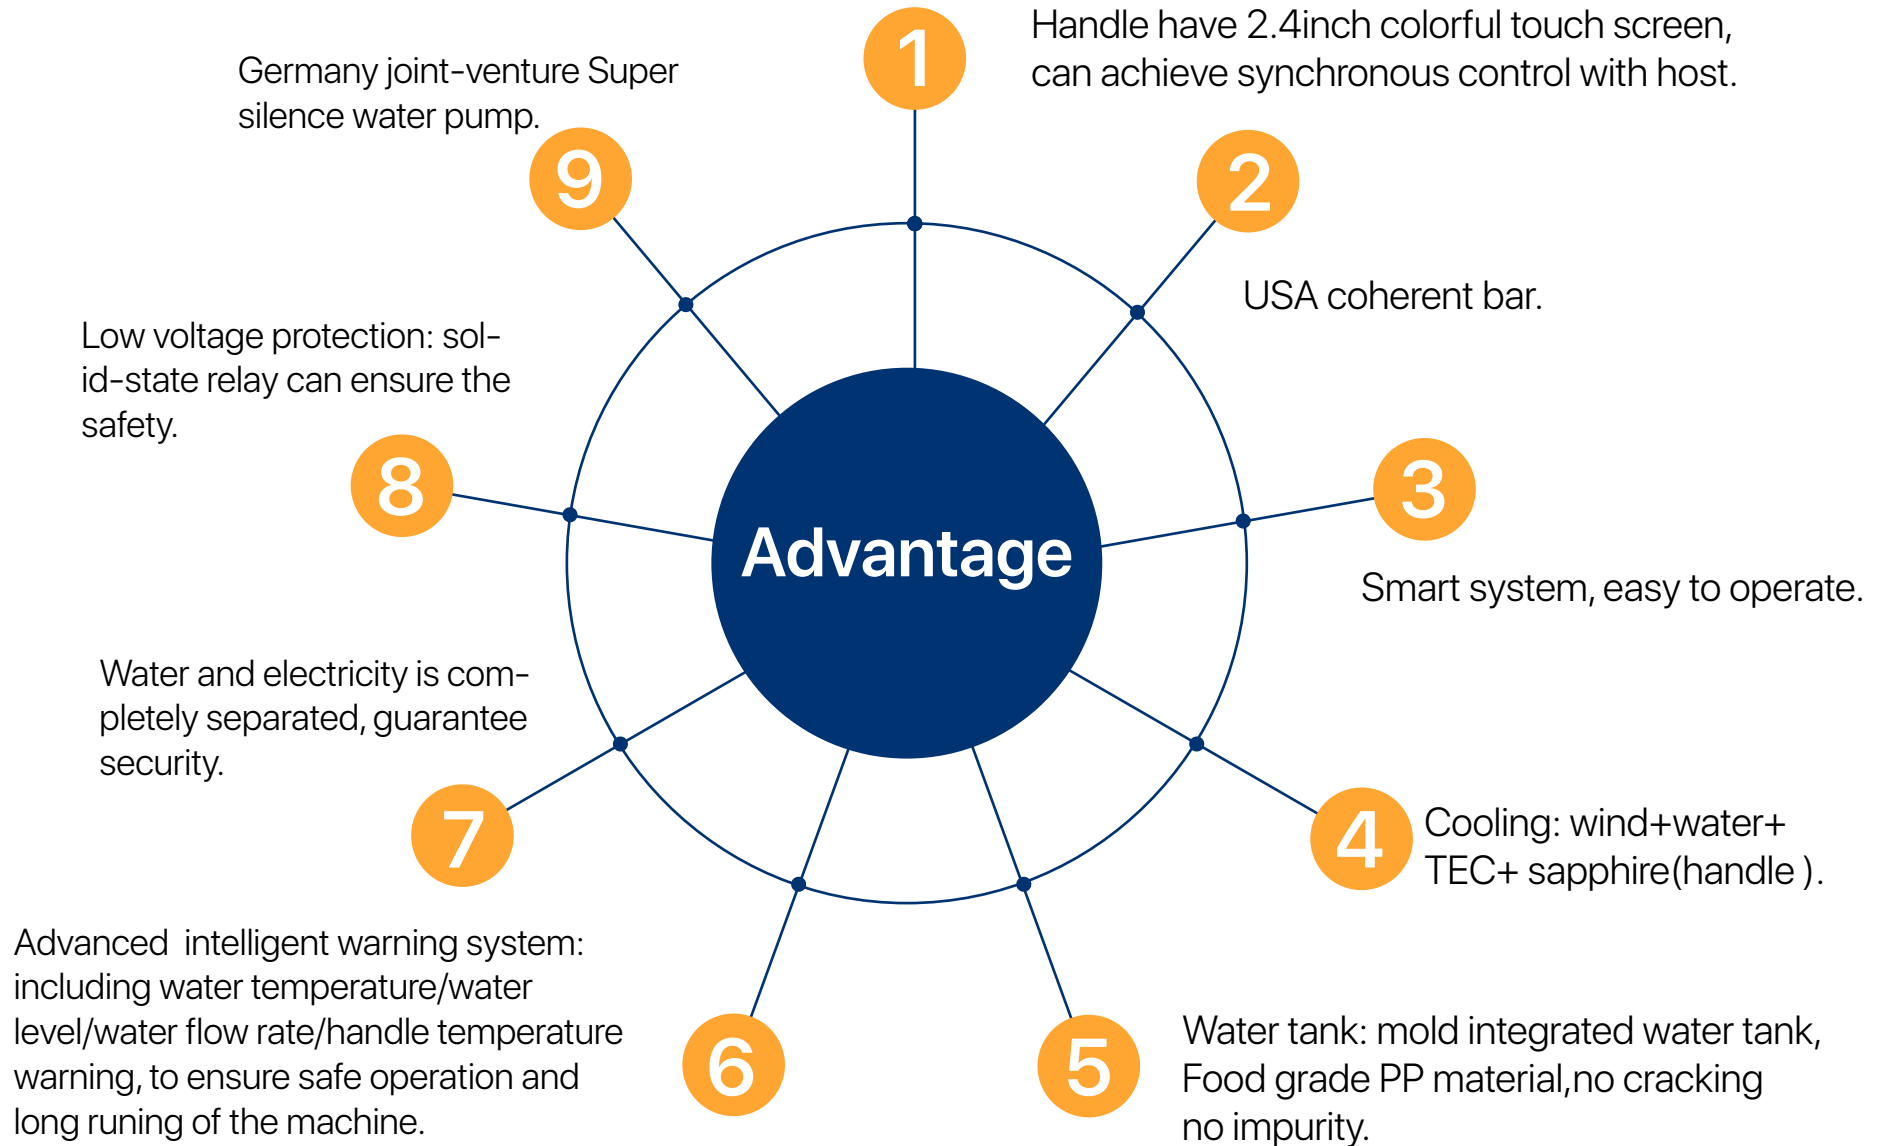 1
Handle have 2.4inch colorful touch screen,
can achieve synchronous control with host.
2
USA coherent bar.
3
Smart system, easy to operate.
4
Cooling: wind+water+
TEC+ sapphire(handle ).
5
Water tank: mold integrated water tank,
Food grade PP material,no cracking
no impurity.
6
Advanced  intelligent warning system:
including water temperature/water
level/water flow rate/handle temperature
warning, to ensure safe operation and
long runing of the machine.
7
Water and electricity is com-
pletely separated, guarantee
security.
8
Low voltage protection: sol-
id-state relay can ensure the
safety.
9
Germany joint-venture Super
silence water pump.
Advantage